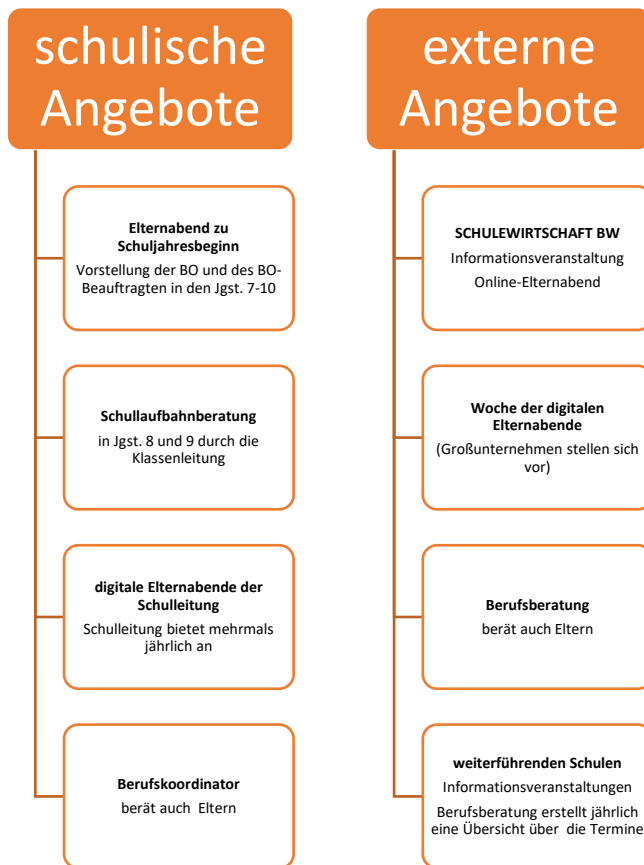 schulische
Angebote
Elternabend zu
Schuljahresbeginn
Vorstellung der BO und des BO-
Beauftragten in den Jgst. 7-10
Schullaufbahnberatung
in Jgst. 8 und 9 durch die
Klassenleitung
digitale Elternabende der
Schulleitung
Schulleitung bietet mehrmals
jährlich an
Berufskoordinator
berät auch Eltern
externe
Angebote
SCHULEWIRTSCHAFT BW
Informationsveranstaltung
Online-Elternabend
Woche der digitalen
Elternabende
(Großunternehmen stellen sich
vor)
Berufsberatung
berät auch Eltern
weiterführenden Schulen
Informationsveranstaltungen
Berufsberatung erstellt jährlich
eine Übersicht über die Termine